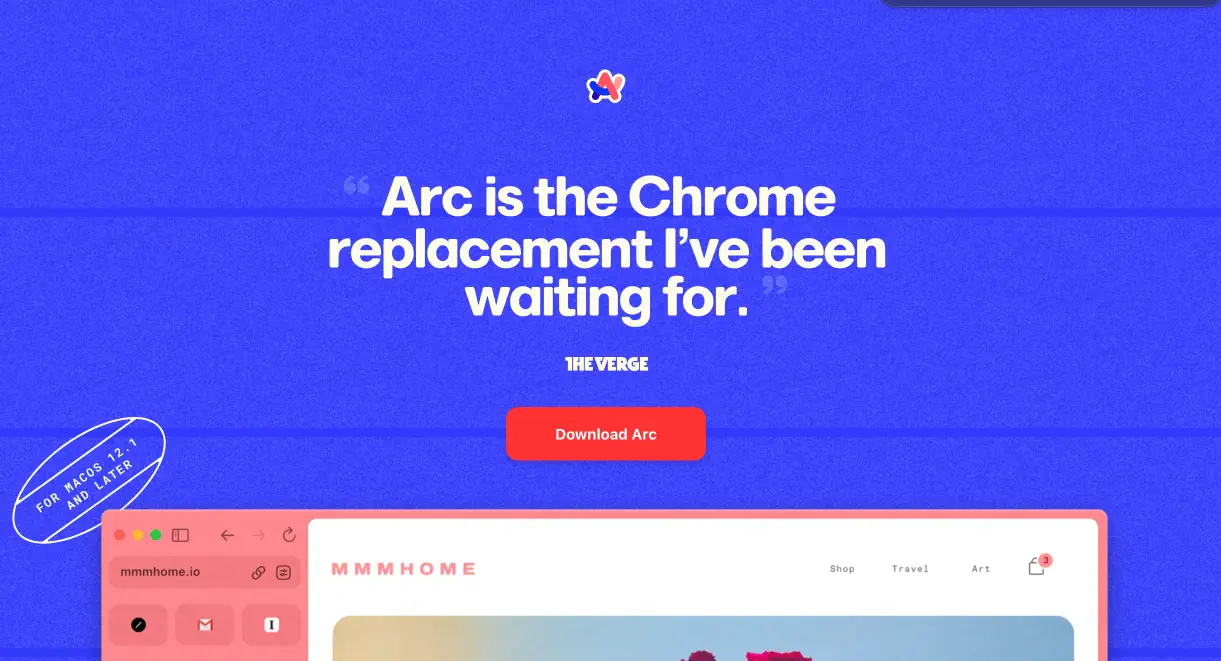 “ Arc is the Chrome
replacement I’ve been
waiting for. ”
THE VERGE
Download Arc
FOR MACOS 12.1
AND LATER
mmmhome.io
MMMHOME
Shop
Travel
Art
3
I